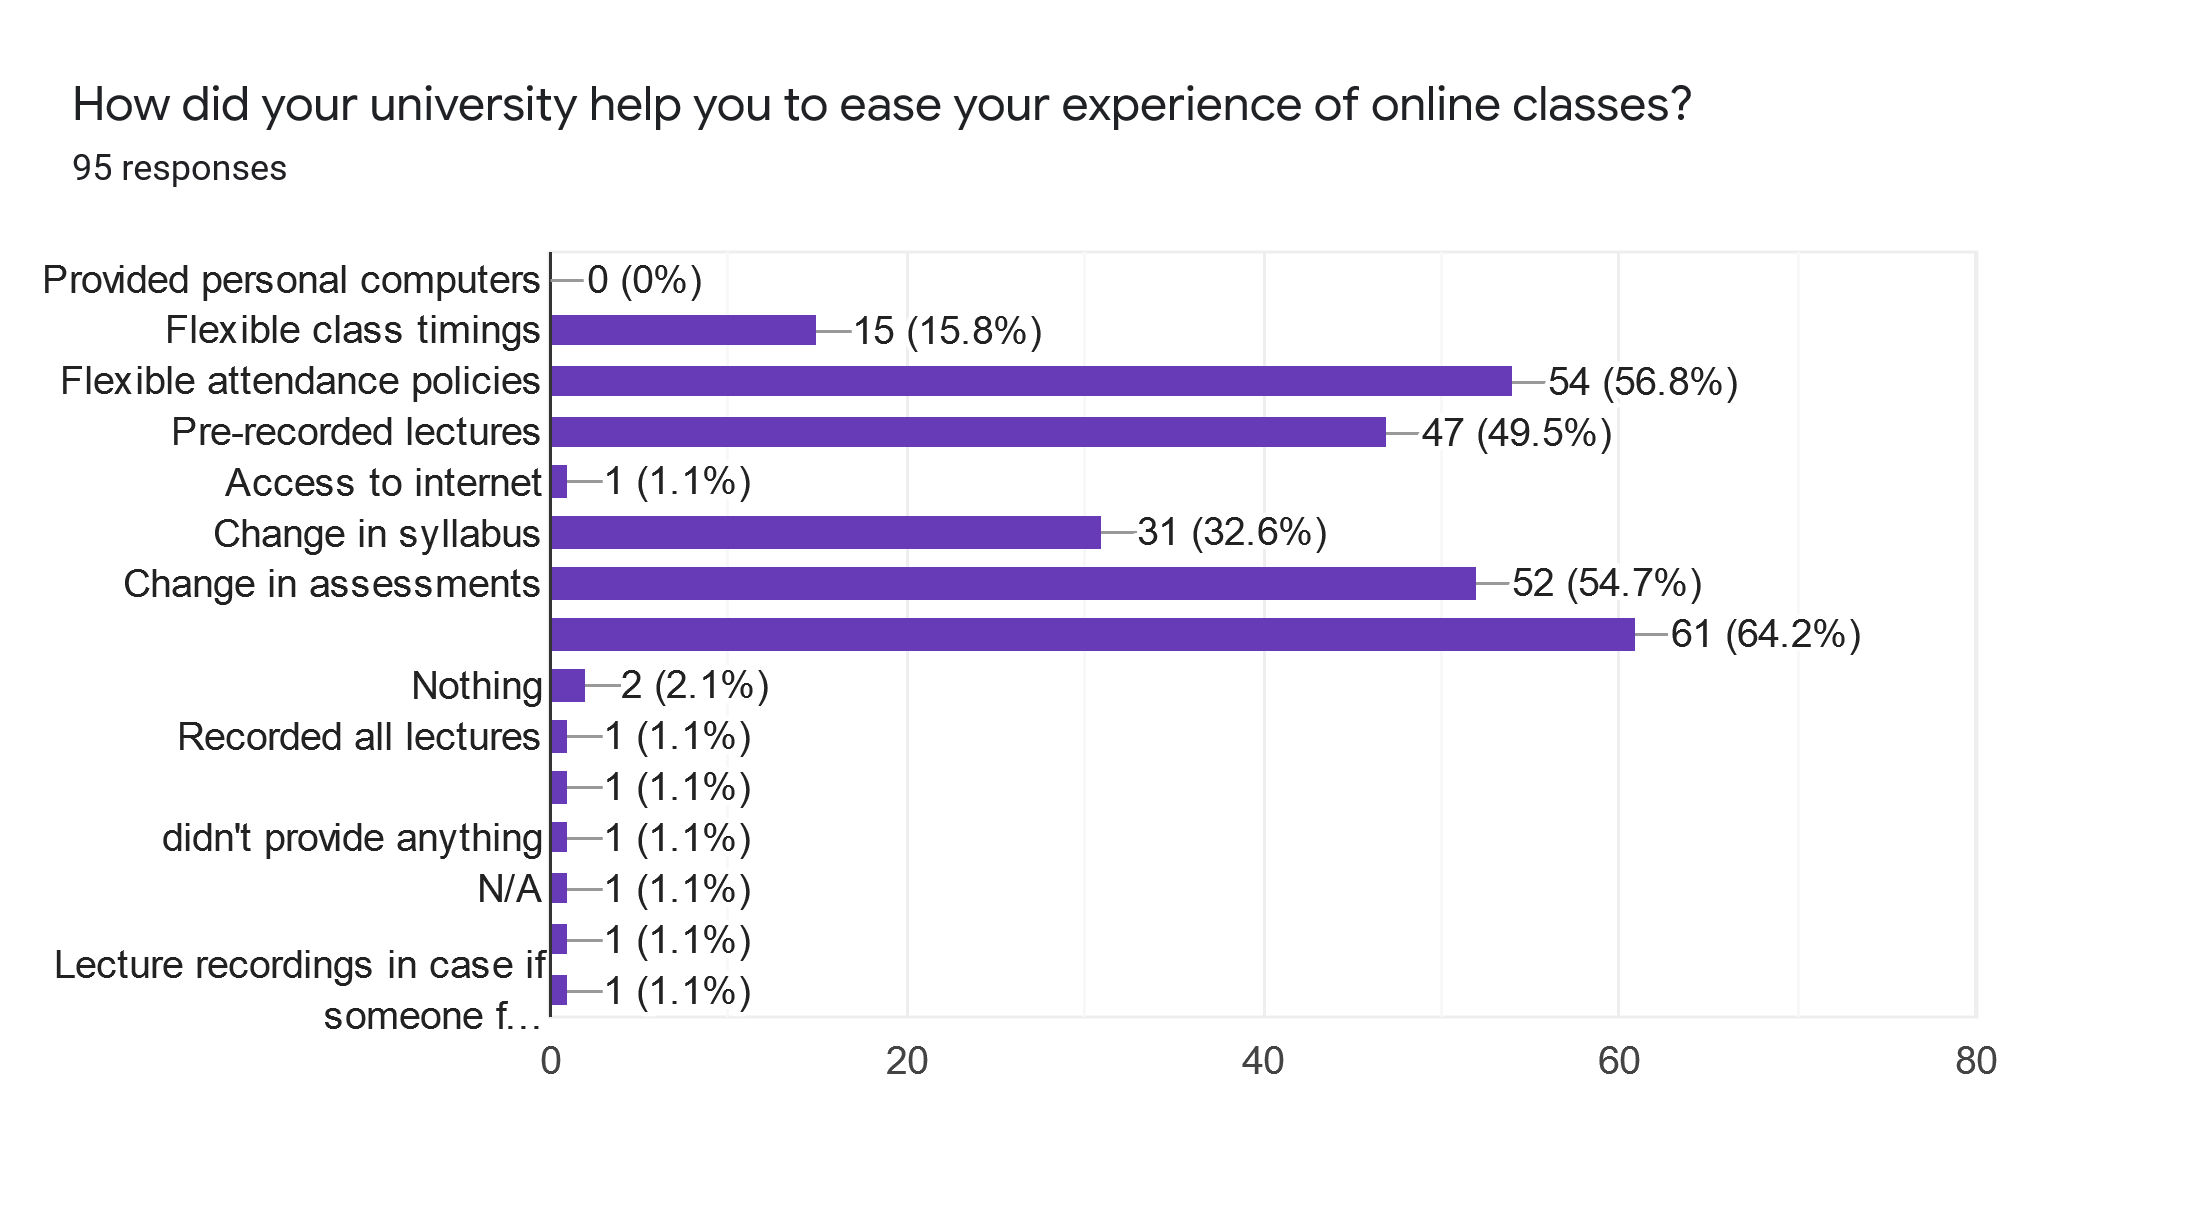 How did your university help you to ease your experience of online classes?
95 responses
Provided personal computers 0 (0%)
Flexible class timings 15 (15.8%)
Flexible attendance policies 54 (56.8%)
Pre-recorded lectures 47 (49.5%)
Access to internet 1 (1.1%)
Change in syllabus 31 (32.6%)
Change in assessments 52 (54.7%)
61 (64.2%)
Nothing 2 (2.1%)
Recorded all lectures 1 (1.1%)
1 (1.1%)
didn't provide anything 1 (1.1%)
N/A 1 (1.1%)
1 (1.1%)
Lecture recordings in case if
someone f... 1 (1.1%)
0 20 40 60 80